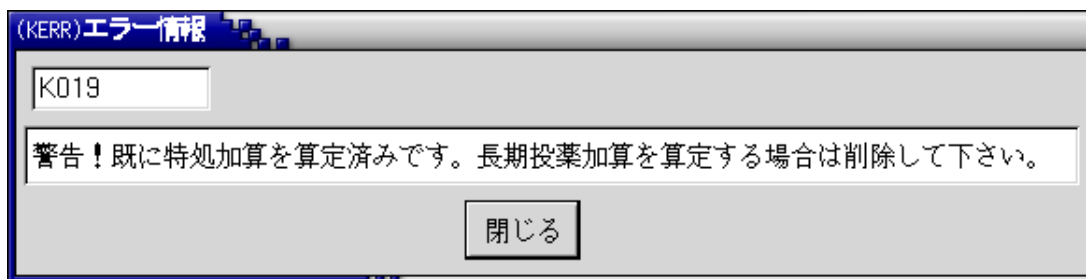 (KERR)エラー情報
K019
警告!既に特処加算を算定済みです。長期投薬加算を算定する場合は削除して下さい。
閉じる